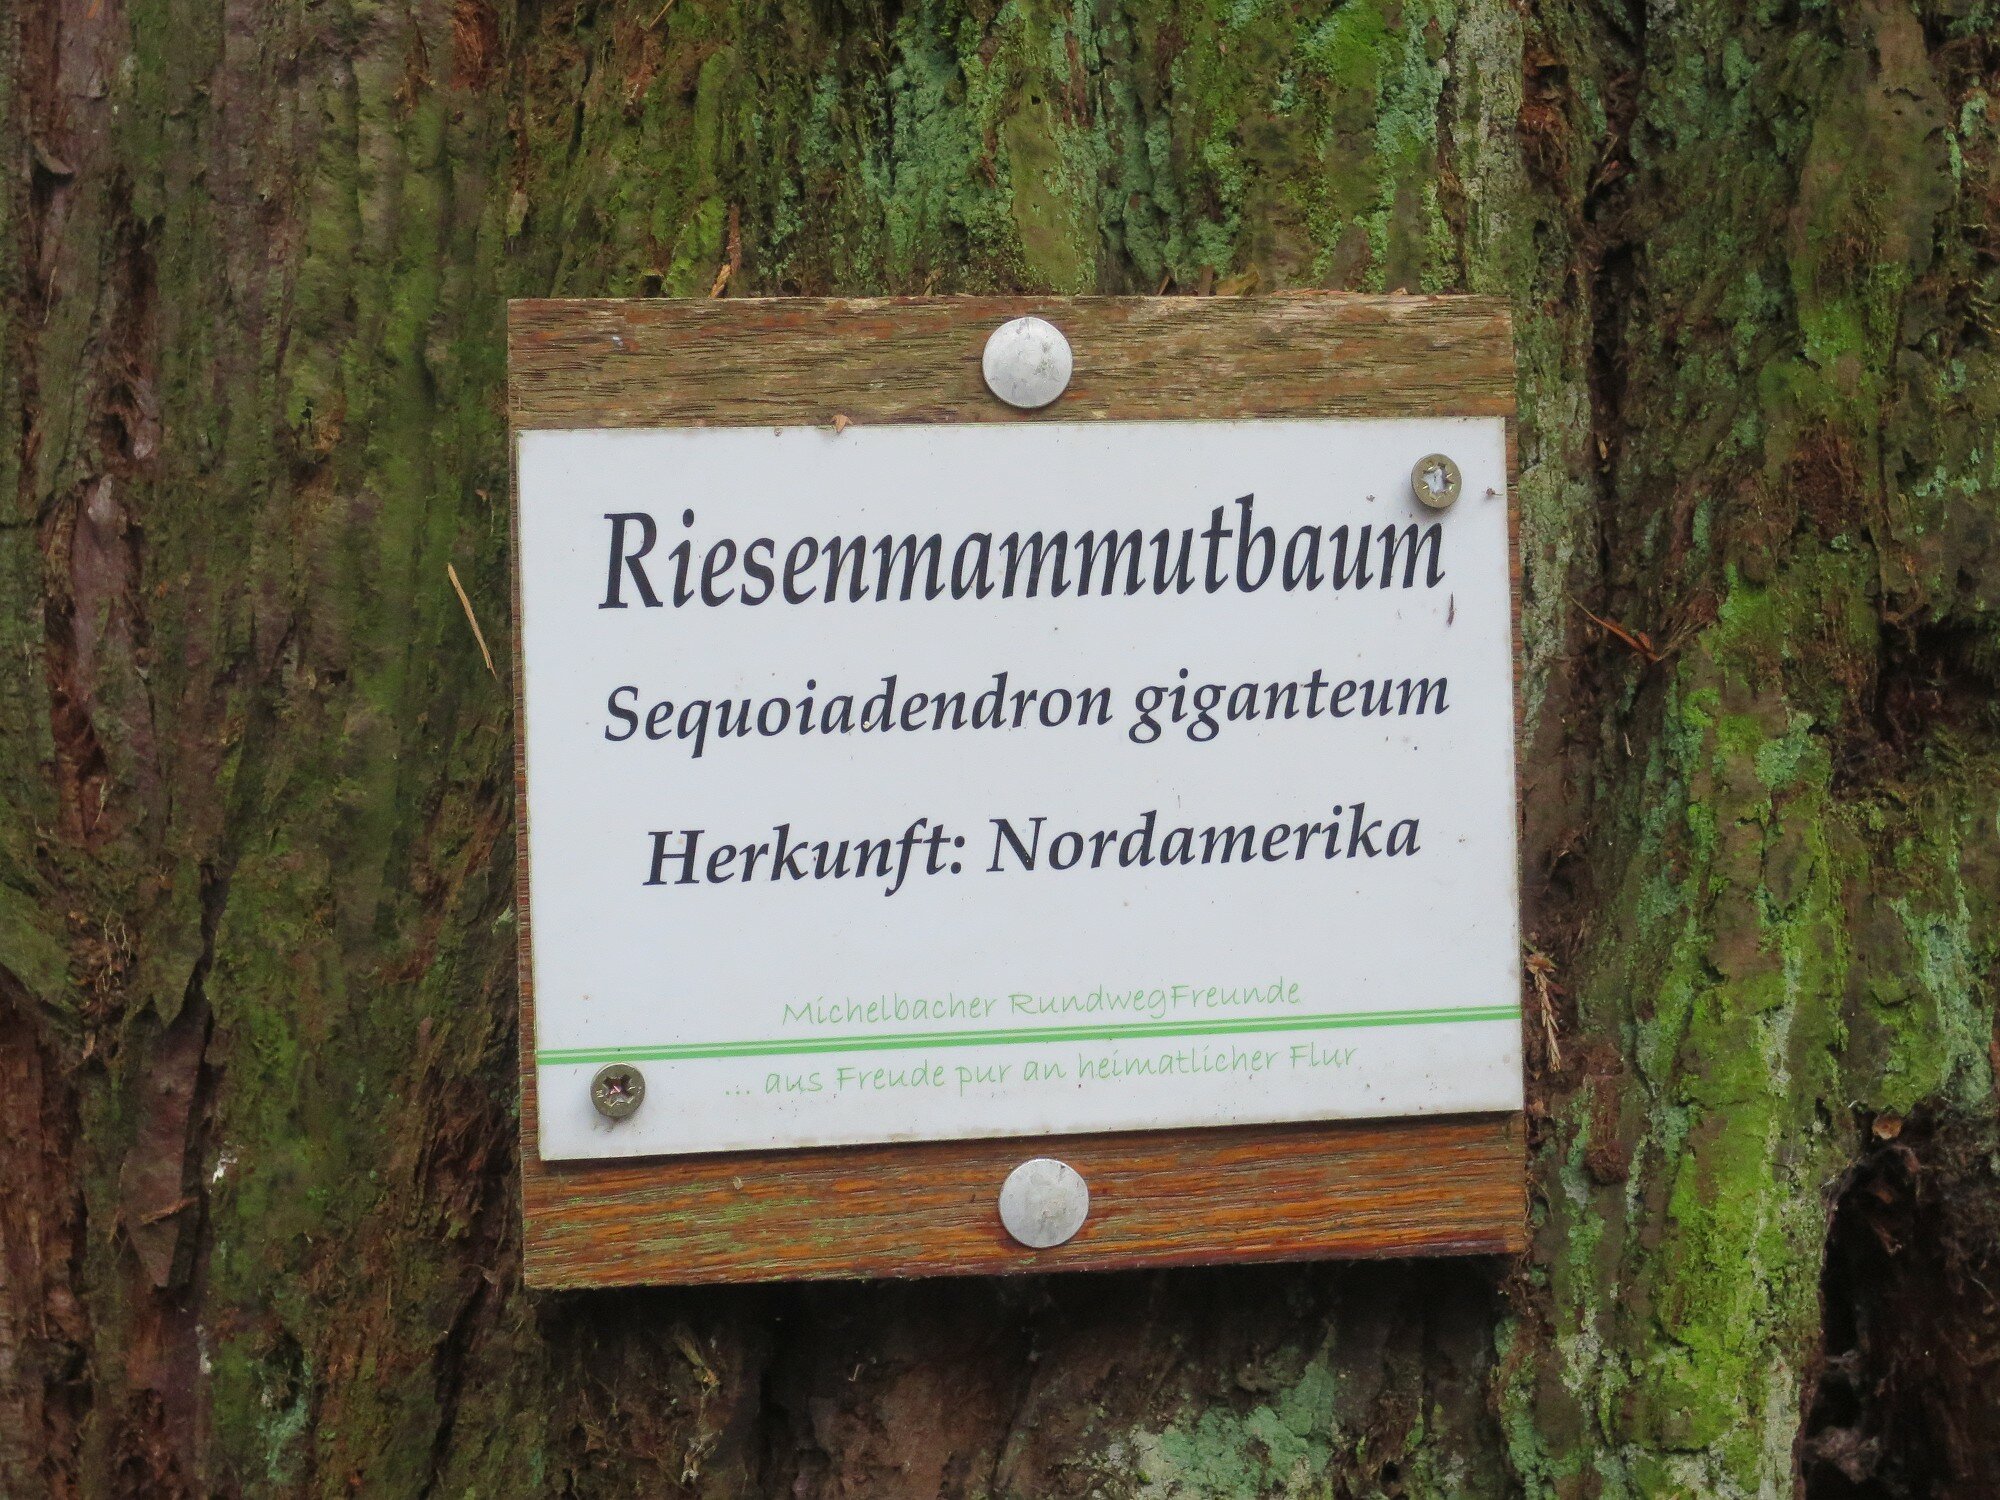 Riesenmammutbaum
Sequoiadendron giganteum
Herkunft: Nordamerika
Michelbacher RundwegFreunde
... aus Freude pur an heimatlicher Flur